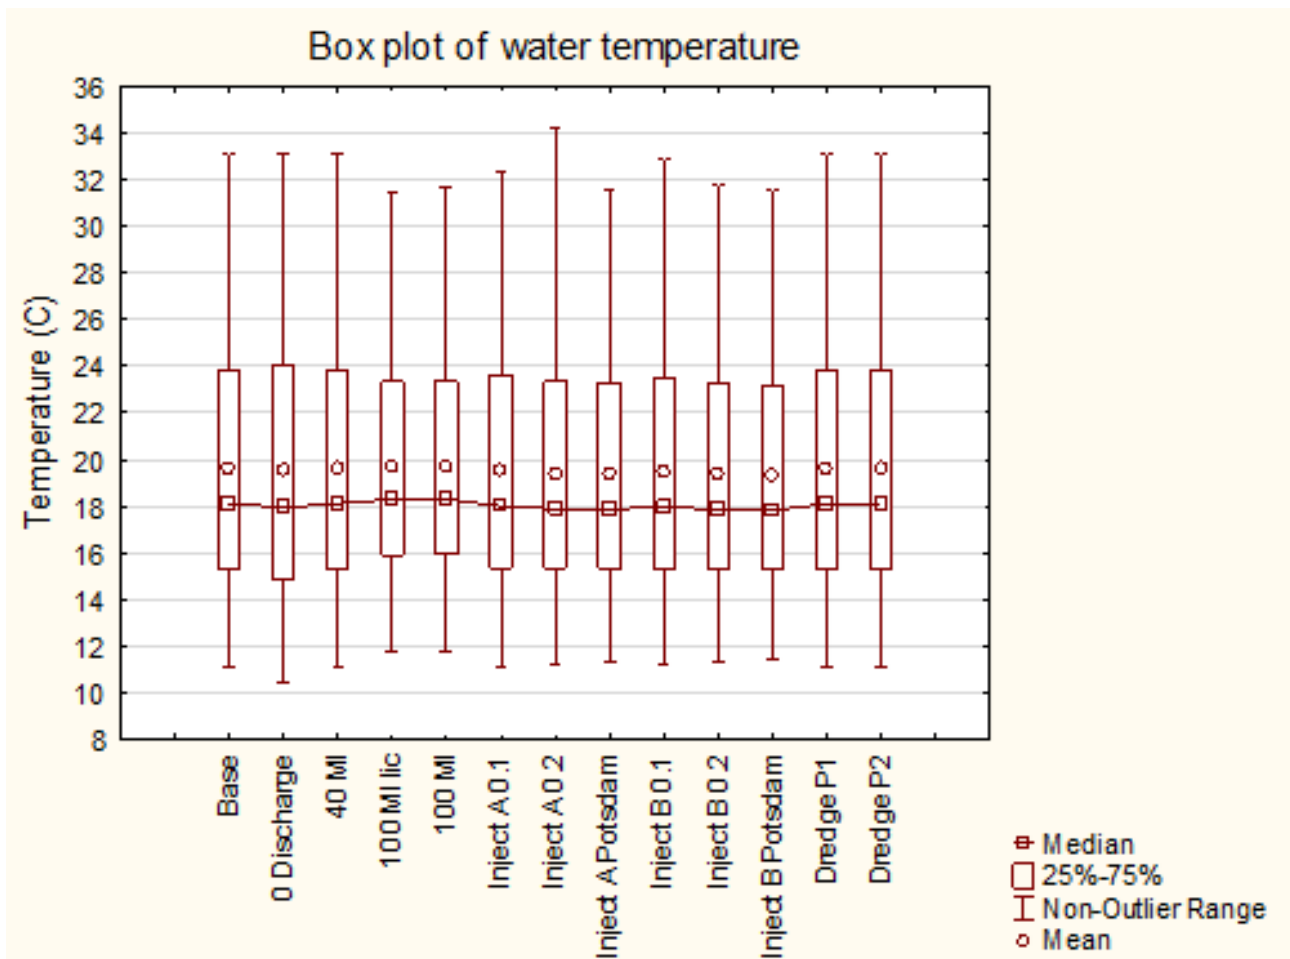 Box plot of water temperature
36
34
32
30
28
26
24
22
20
18
16
14
12
10
8
Temperature (C)
Base
0 Discharge
40 Ml
100 Ml lic
100 Ml
Inject A 0.1
Inject A 0 2
Inject A Potsdam
Inject B 0.1
Inject B 0 2
Inject B Potsdam
Dredge P1
Dredge P2
Median
25%-75%
Non-Outlier Range
Mean